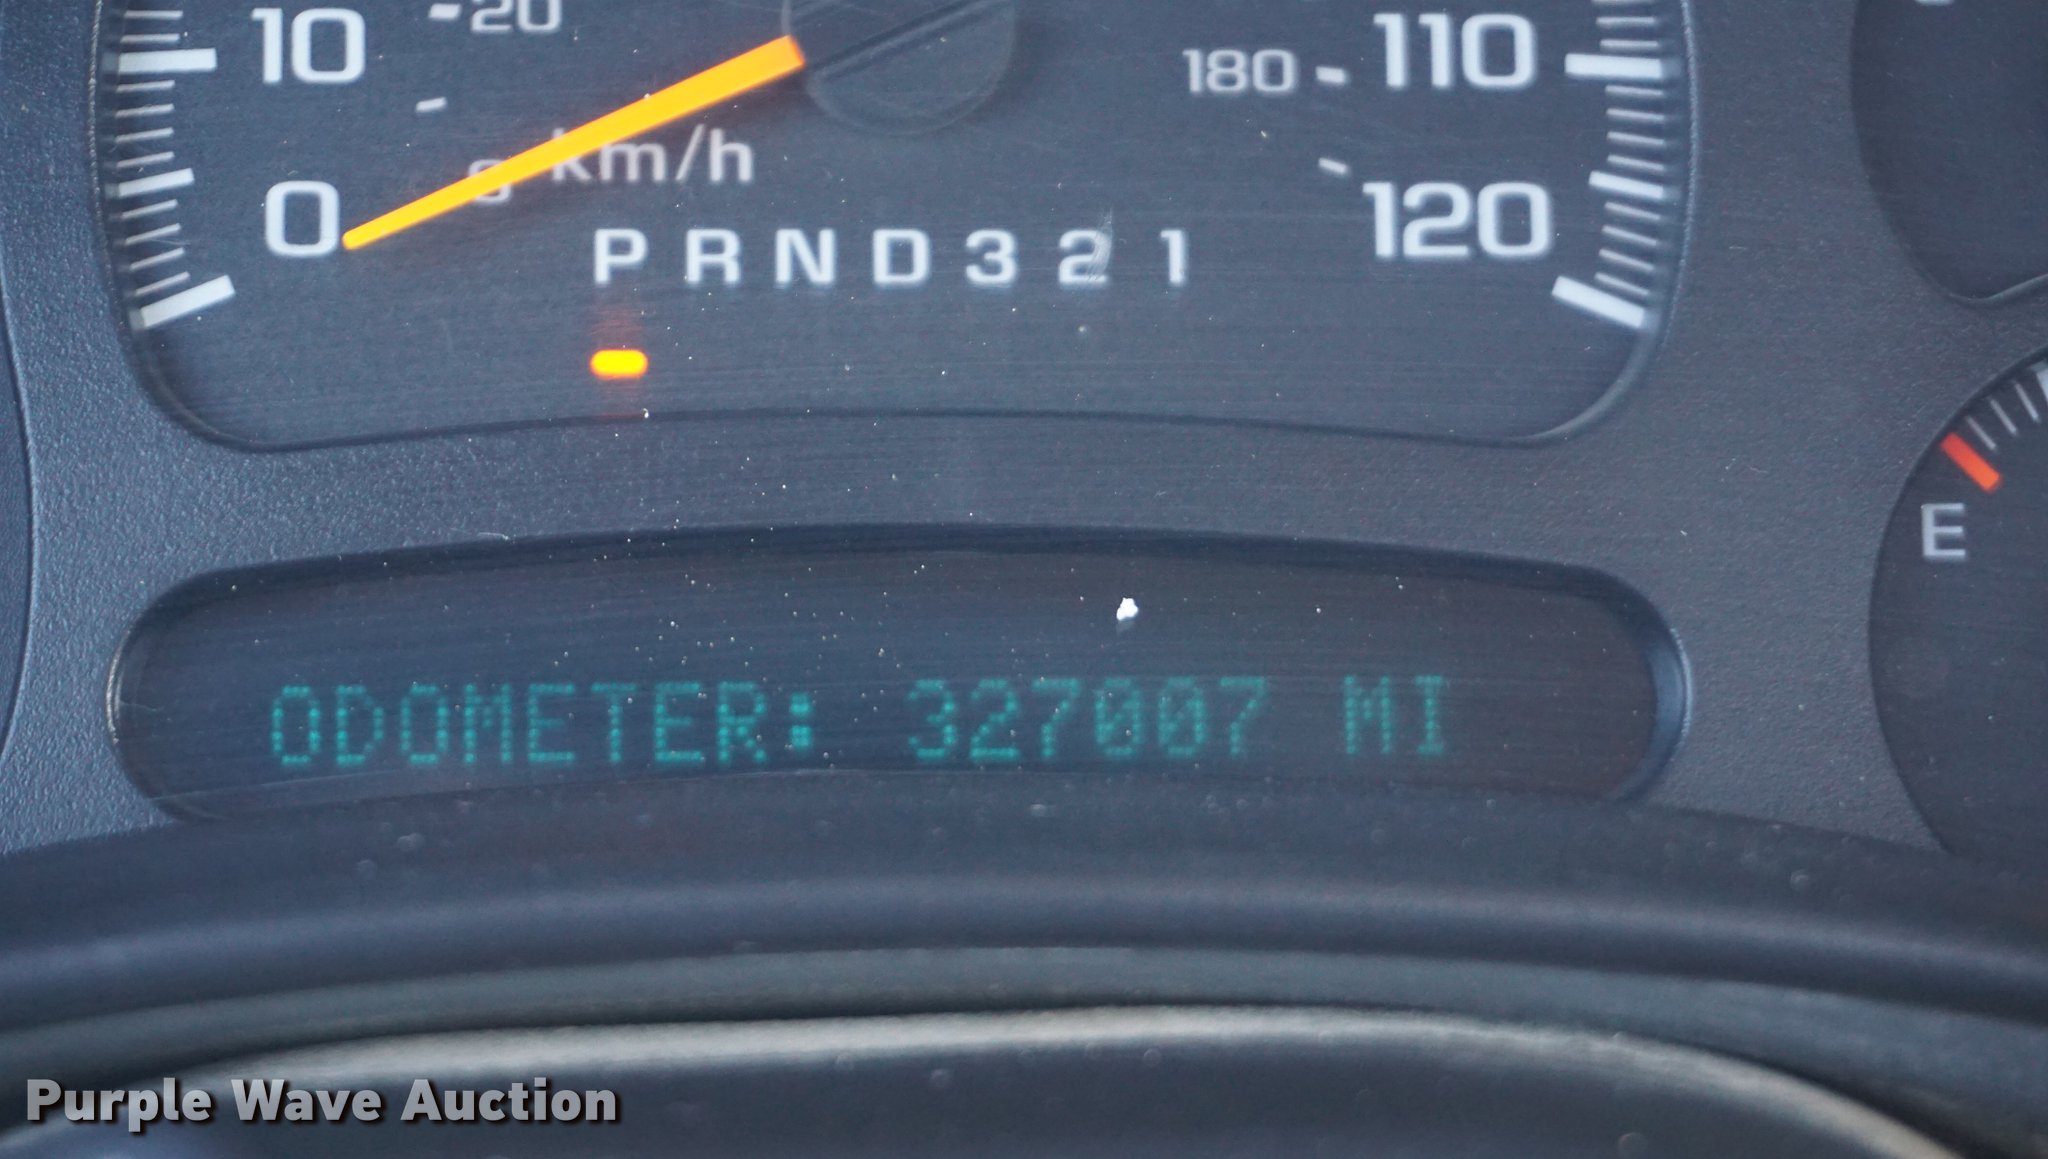 10
20
110
180
km/h
0
120
P R N D 3 2 1
E
ODOMETER: 327007 MI
Purple Wave Auction